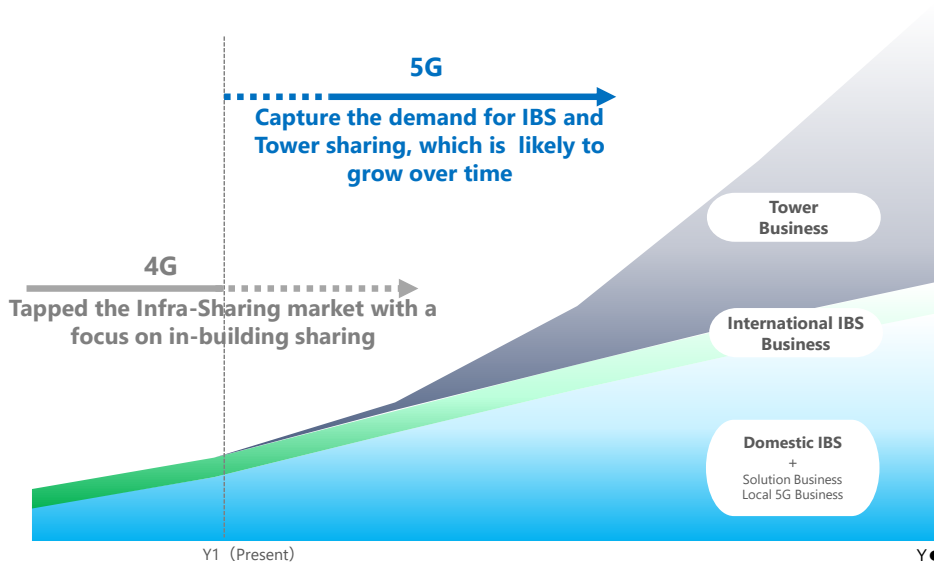 5G
Capture the demand for IBS and
Tower sharing, which is likely to
grow over time
4G
Tapped the Infra-Sharing market with a
focus on in-building sharing
Tower
Business
International IBS
Business
Domestic IBS
+
Solution Business
Local 5G Business
Y1（Present）
Y●